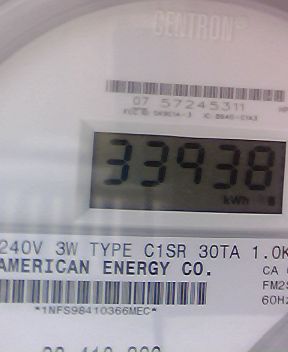 CENTRON®
07 57245311
33938
kWh
240V 3W TYPE C1SR 30TA 1.0K
AMERICAN ENERGY CO.
CA
FM2S
60Hz
*1NFS98410366MEC*